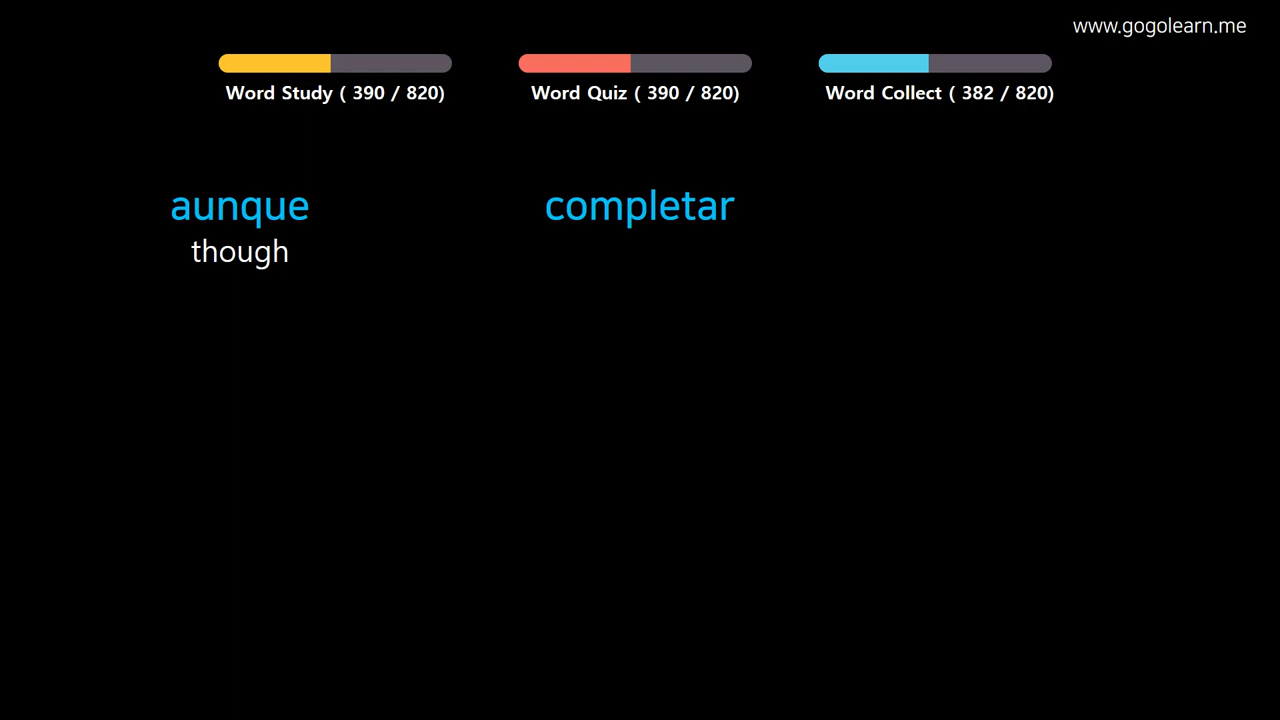 www.gogolearn.me
Word Study ( 390 / 820)
Word Quiz ( 390 / 820)
Word Collect ( 382 / 820)
aunque
though
completar